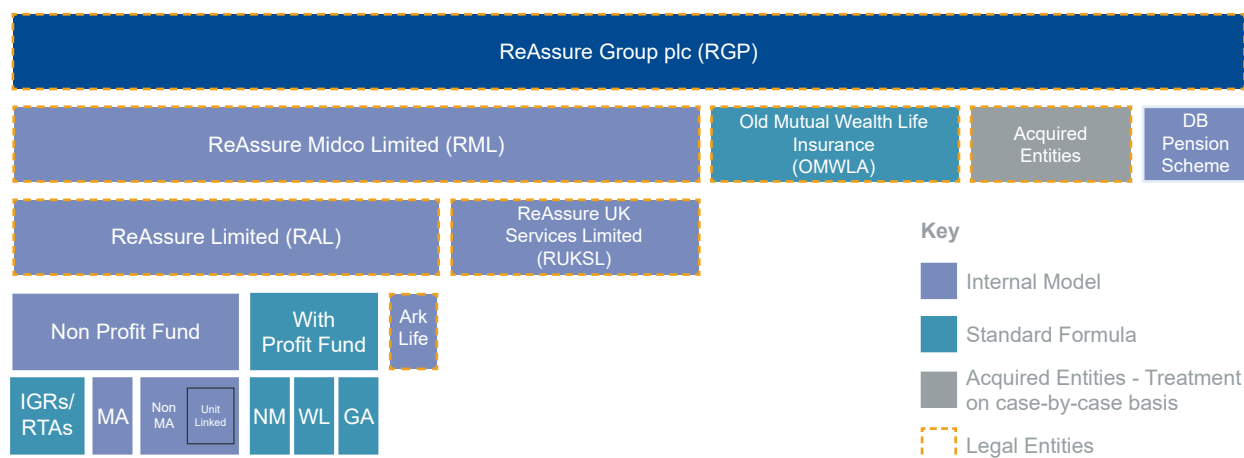 ReAssure Group plc (RGP)
ReAssure Midco Limited (RML)
Old Mutual Wealth Life
Insurance
(OMWLA)
Acquired
Entities
DB
Pension
Scheme
ReAssure Limited (RAL)
ReAssure UK
Services Limited
(RUKSL)
Non Profit Fund
With
Profit Fund
Ark
Life
IGRs/
RTAs
MA
Non
MA
Unit
Linked
NM
WL
GA
Key
Internal Model
Standard Formula
Acquired Entities - Treatment
on case-by-case basis
Legal Entities